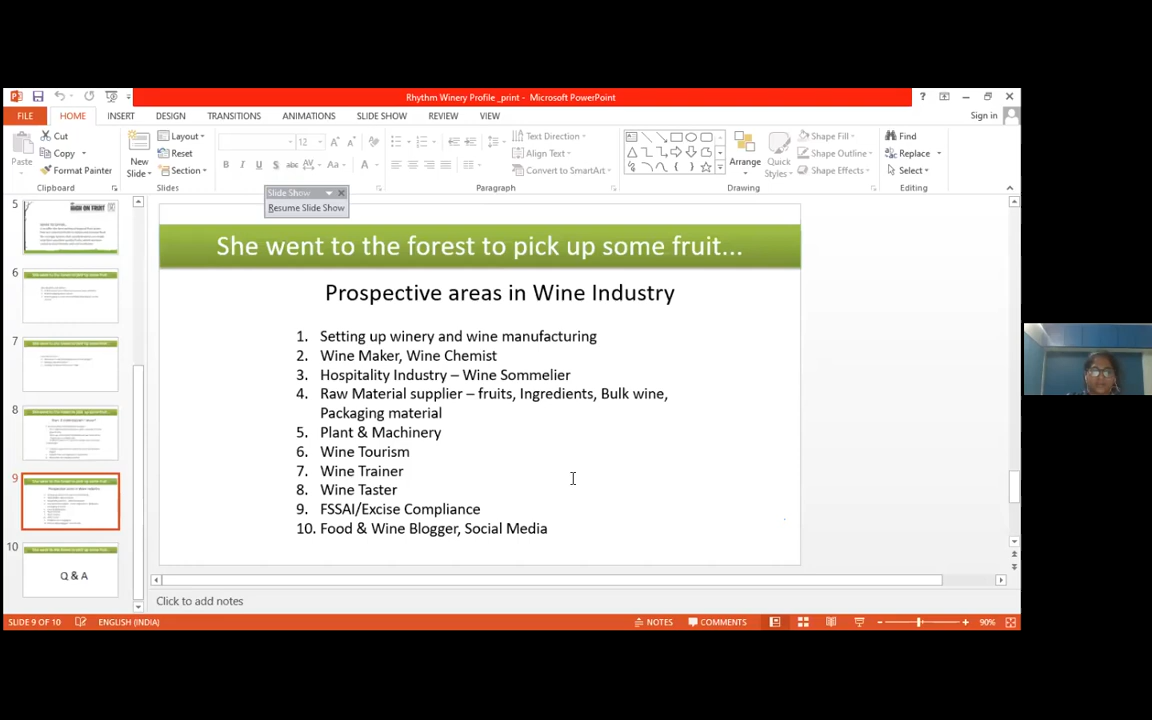 Rhythm Winery Profile _print - Microsoft PowerPoint
Sign in
FILE HOME INSERT DESIGN TRANSITIONS ANIMATIONS SLIDE SHOW REVIEW VIEW
Paste
Cut
Copy
Format Painter
Clipboard
New Slide
Layout
Reset
Section
Slides
12
Paragraph
Text Direction
Align Text
Convert to SmartArt
Arrange
Quick Styles
Shape Fill
Shape Outline
Shape Effects
Drawing
Find
Replace
Select
Editing
Slide Show
Resume Slide Show
5
6
7
8
9
10
Q & A
She went to the forest to pick up some fruit...
Prospective areas in Wine Industry
1. Setting up winery and wine manufacturing
2. Wine Maker, Wine Chemist
3. Hospitality Industry – Wine Sommelier
4. Raw Material supplier – fruits, Ingredients, Bulk wine,
Packaging material
5. Plant & Machinery
6. Wine Tourism
7. Wine Trainer
8. Wine Taster
9. FSSAI/Excise Compliance
10. Food & Wine Blogger, Social Media
Click to add notes
SLIDE 9 OF 10 ENGLISH (INDIA) NOTES COMMENTS 90%